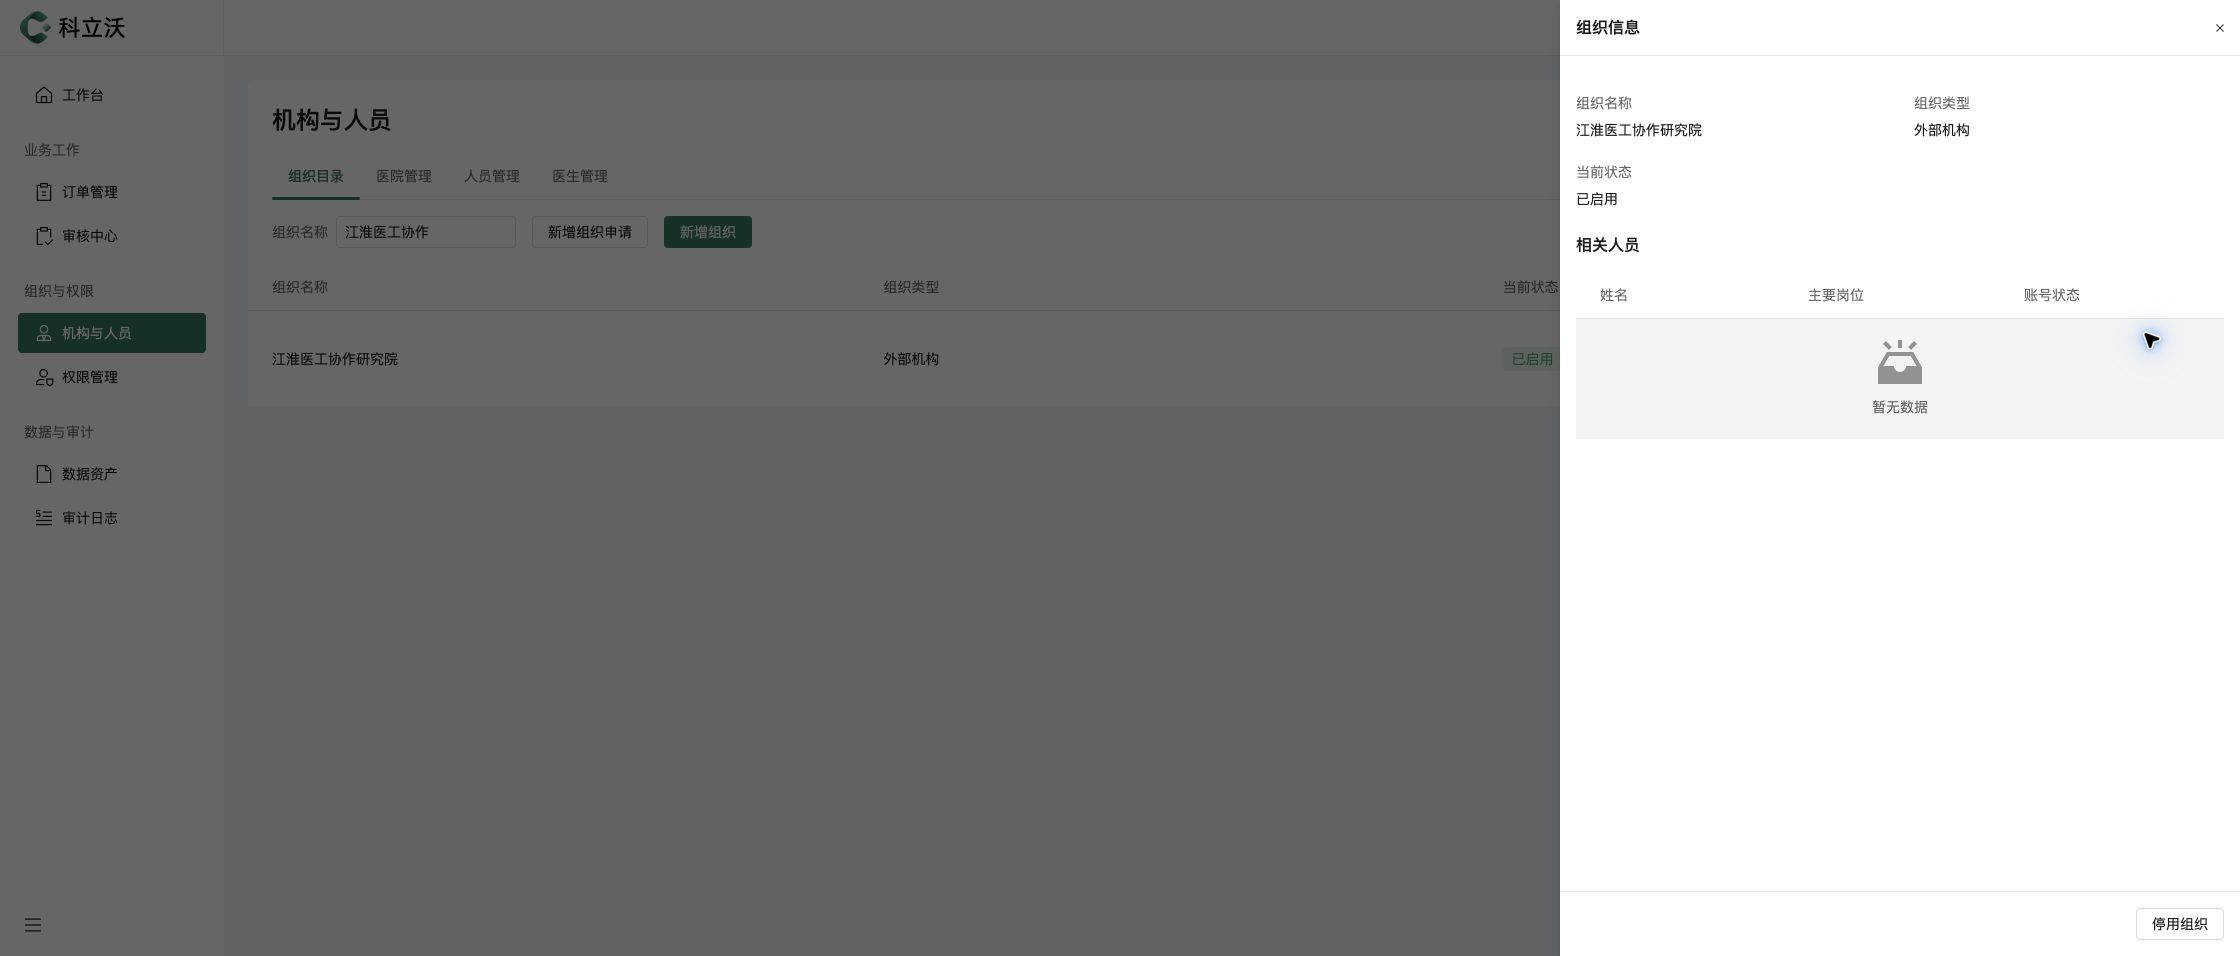 科立沃
工作台
业务工作
订单管理
审核中心
组织与权限
机构与人员
权限管理
数据与审计
数据资产
审计日志
机构与人员
组织目录 医院管理 人员管理 医生管理
组织名称 江淮医工协作 新增组织申请 新增组织
组织名称 组织类型 当前状态
江淮医工协作研究院 外部机构 已启用
组织信息
组织名称 组织类型
江淮医工协作研究院 外部机构
当前状态
已启用
相关人员
姓名 主要岗位 账号状态
暂无数据
停用组织